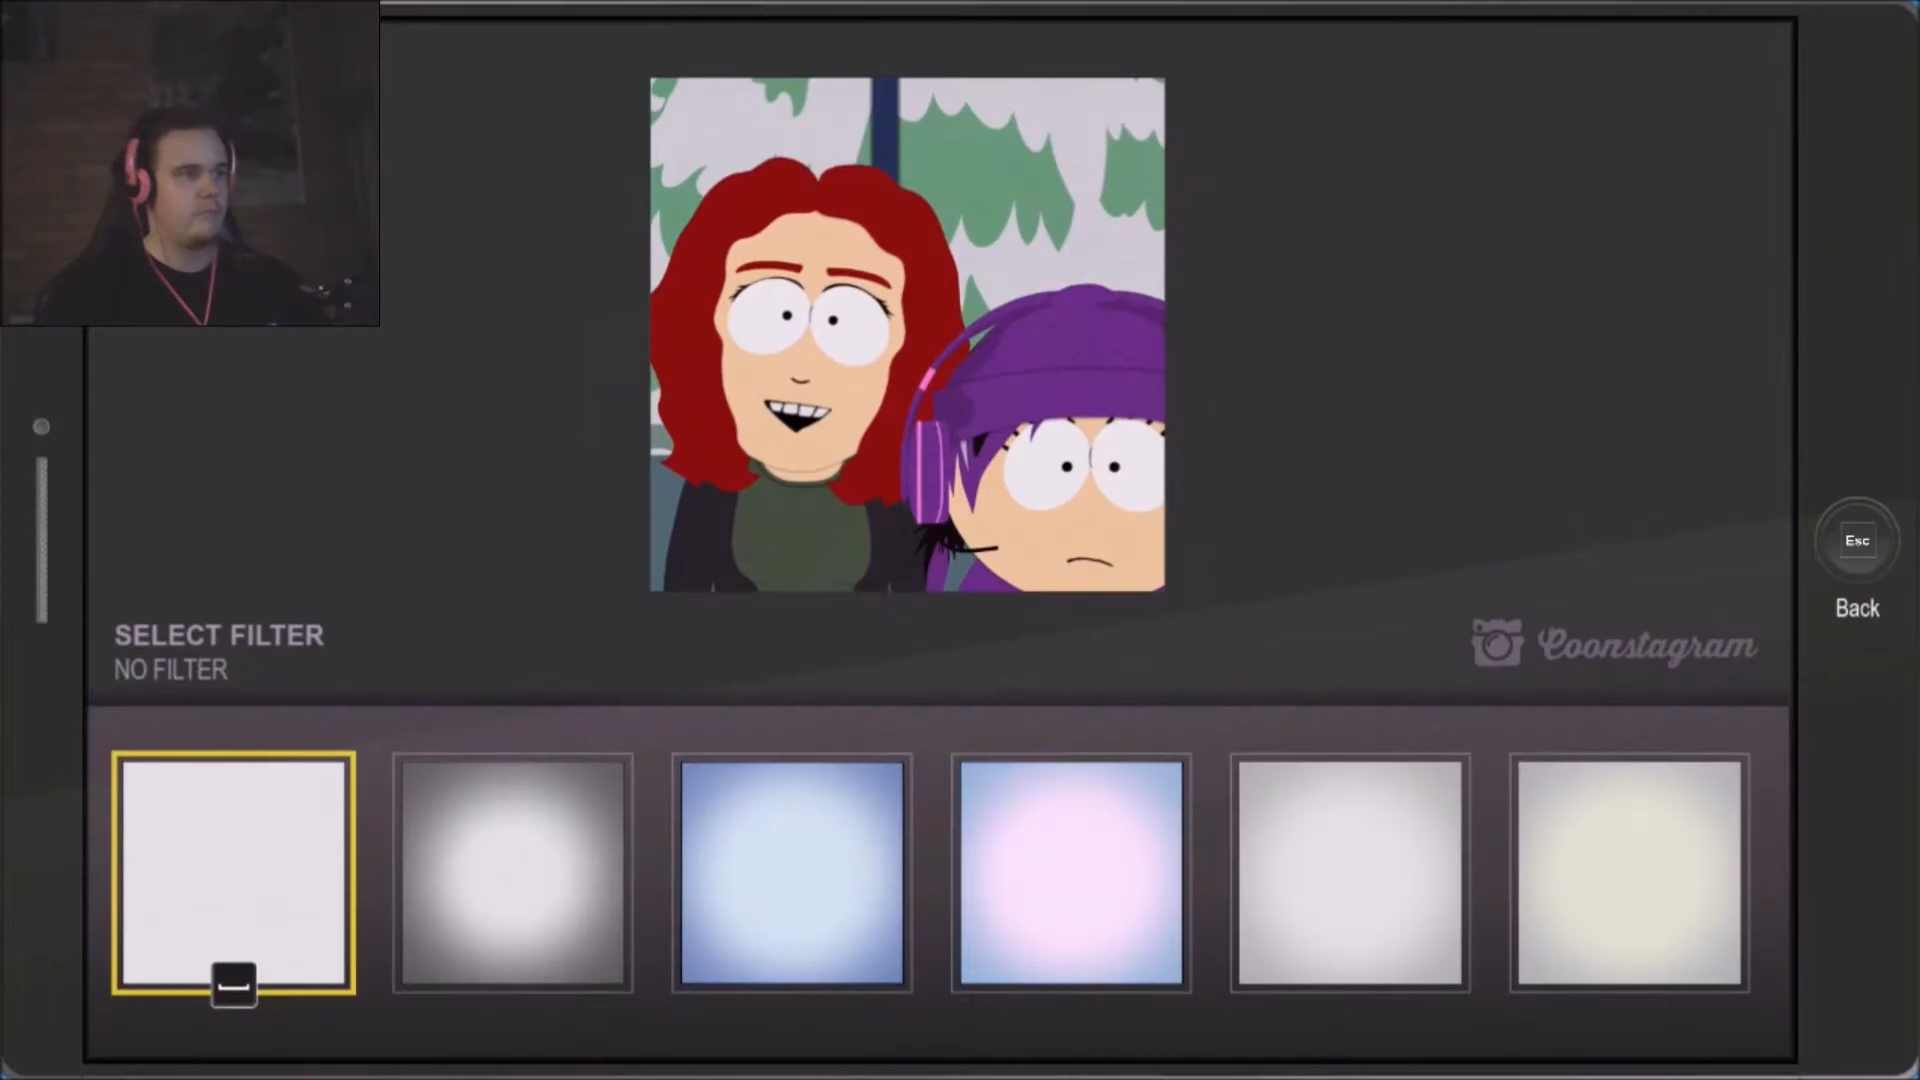 SELECT FILTER
NO FILTER
Coonstagram
Esc
Back